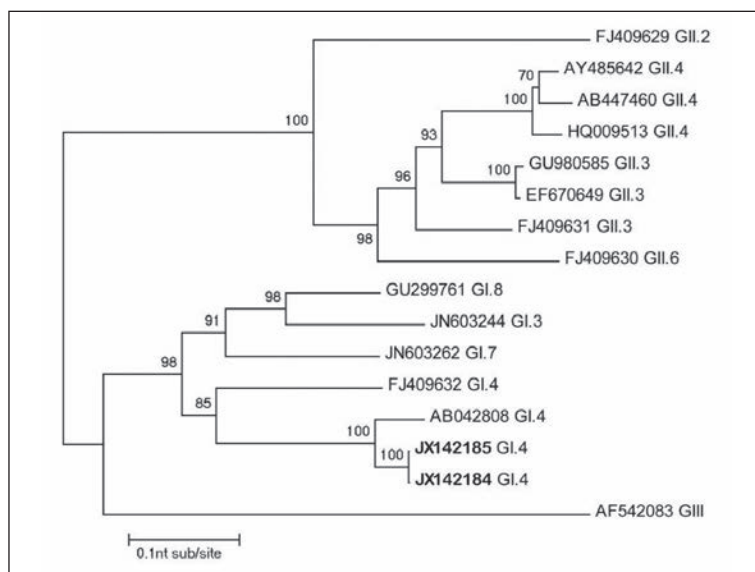 FJ409629 GII.2
AY485642 GII.4
70
AB447460 GII.4
100
HQ009513 GII.4
100
93
GU980585 GII.3
100
EF670649 GII.3
96
FJ409631 GII.3
98
FJ409630 GII.6
GU299761 GI.8
98
JN603244 GI.3
91
JN603262 GI.7
98
FJ409632 GI.4
85
AB042808 GI.4
100
JX142185 GI.4
100
JX142184 GI.4
AF542083 GIII
0.1nt sub/site